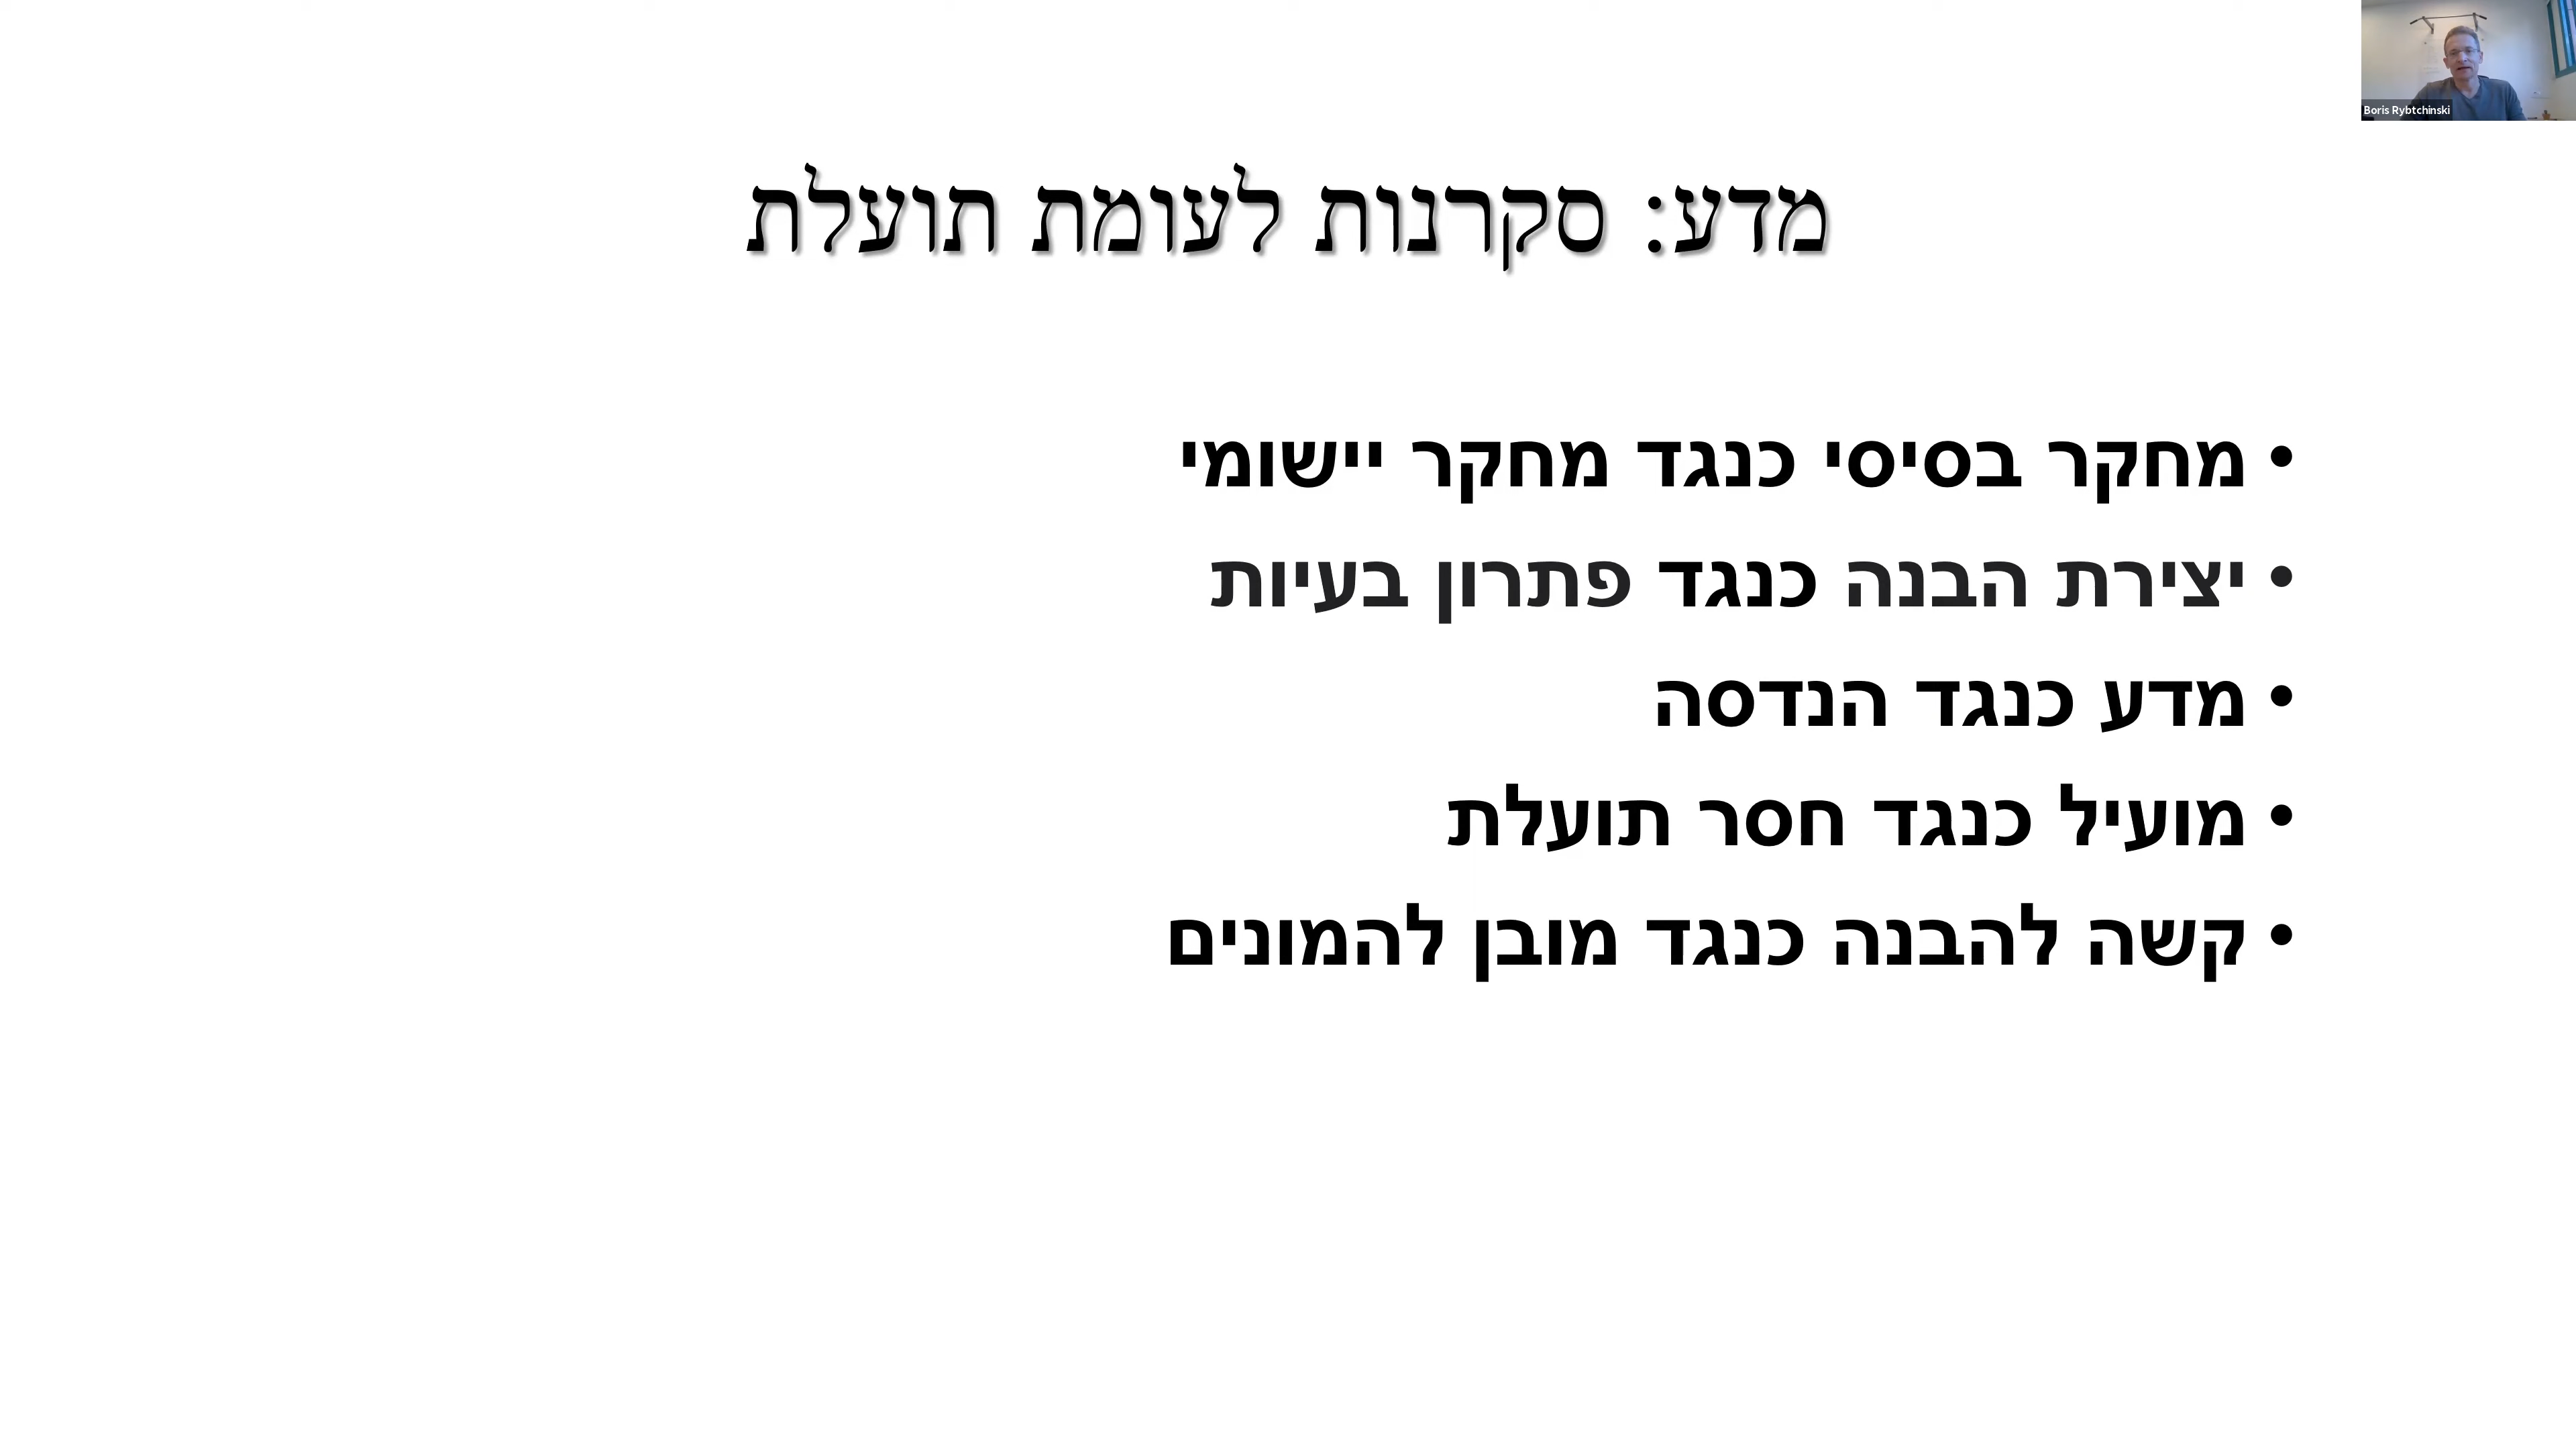 Boris Rybtchinski
מדע: סקרנות לעומת תועלת
• מחקר בסיסי כנגד מחקר יישומי
• יצירת הבנה כנגד פתרון בעיות
• מדע כנגד הנדסה
• מועיל כנגד חסר תועלת
• קשה להבנה כנגד מובן להמונים